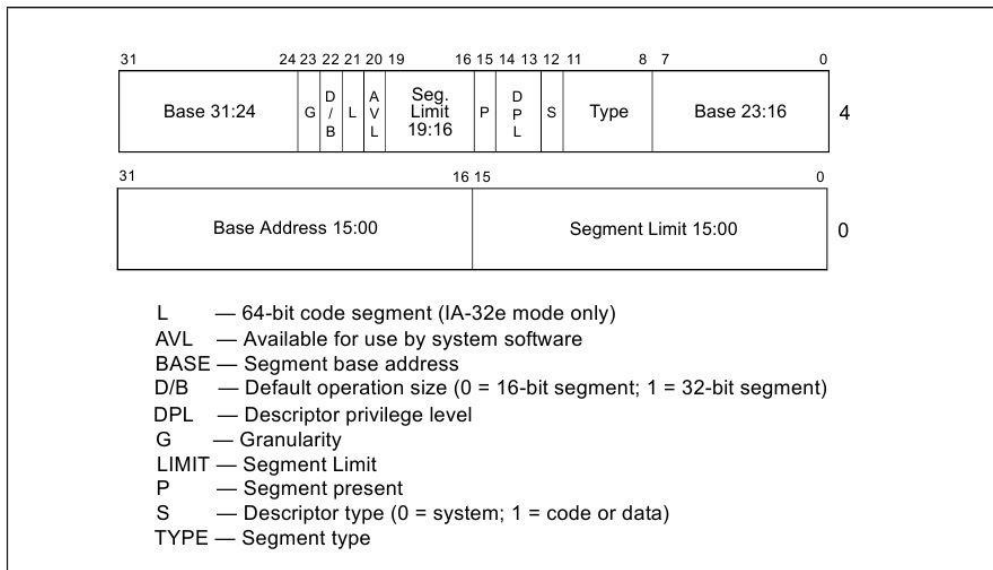 31 24 23 22 21 20 19 16 15 14 13 12 11 8 7 0
Base 31:24 G D/B L AVL Seg. Limit 19:16 P DPL S Type Base 23:16 4
31 16 15 0
Base Address 15:00 Segment Limit 15:00 0
L — 64-bit code segment (IA-32e mode only)
AVL — Available for use by system software
BASE — Segment base address
D/B — Default operation size (0 = 16-bit segment; 1 = 32-bit segment)
DPL — Descriptor privilege level
G — Granularity
LIMIT — Segment Limit
P — Segment present
S — Descriptor type (0 = system; 1 = code or data)
TYPE — Segment type